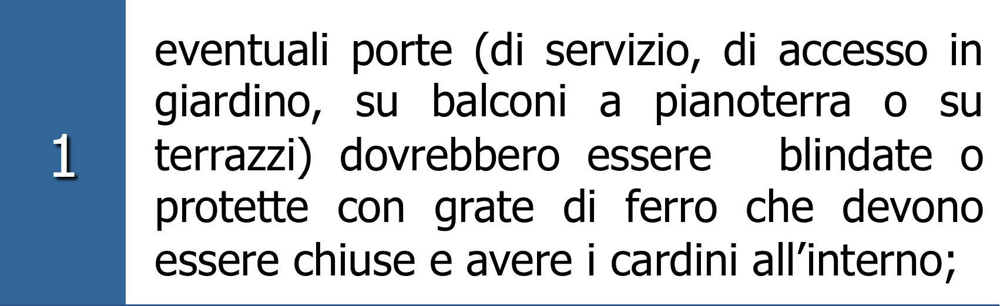 1
eventuali porte (di servizio, di accesso in
giardino, su balconi a pianoterra o su
terrazzi) dovrebbero essere blindate o
protette con grate di ferro che devono
essere chiuse e avere i cardini all’interno;